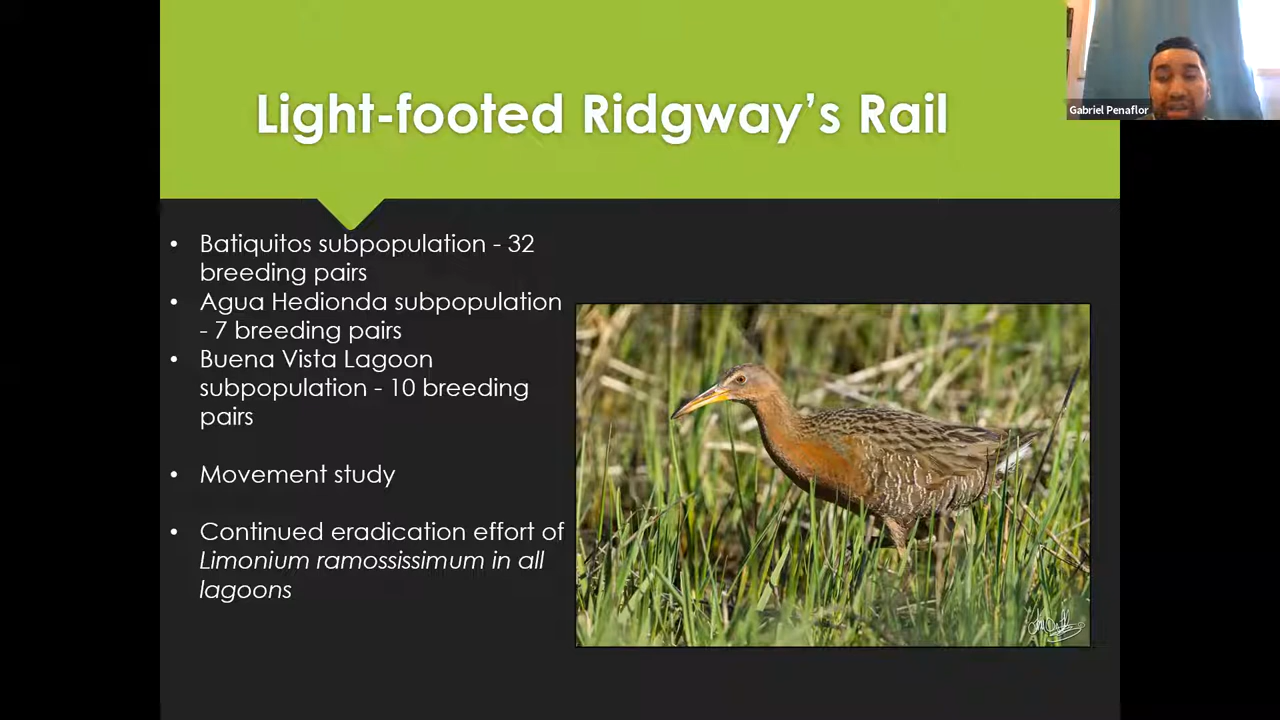 Light-footed Ridgway's Rail
Gabriel Penaflor
• Batiquitos subpopulation - 32
breeding pairs
• Agua Hedionda subpopulation
- 7 breeding pairs
• Buena Vista Lagoon
subpopulation - 10 breeding
pairs
• Movement study
• Continued eradication effort of
Limonium ramossissimum in all
lagoons